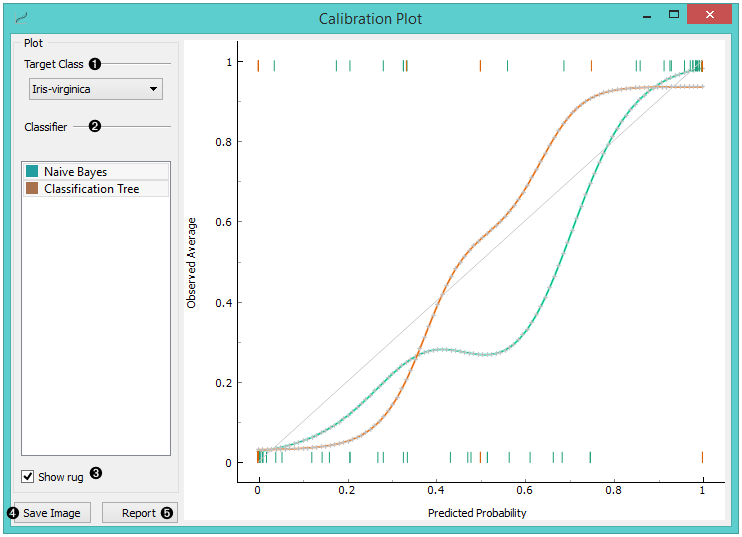 Calibration Plot
Plot
Target Class ❶
Iris-virginica
Classifier ❷
Naive Bayes
Classification Tree
Show rug ❸
❹ Save Image
Report ❺
Observed Average
1
0.8
0.6
0.4
0.2
0
0 0.2 0.4 0.6 0.8 1
Predicted Probability